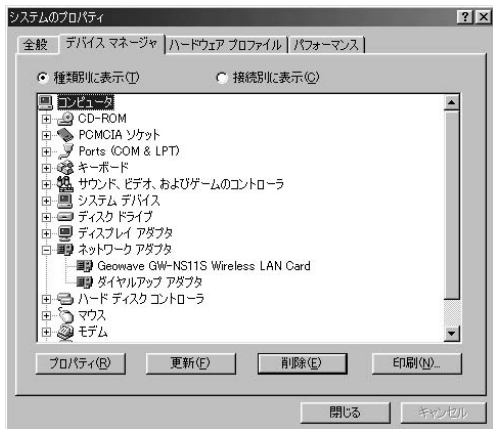 システムのプロパティ
全般 デバイス マネージャ ハードウェア プロファイル パフォーマンス
種類別に表示(T) 接続別に表示(C)
コンピュータ
CD-ROM
PCMCIA ソケット
Ports (COM & LPT)
キーボード
サウンド、ビデオ、およびゲームのコントローラ
システム デバイス
ディスク ドライブ
ディスプレイ アダプタ
ネットワーク アダプタ
Geowave GW-NS11S Wireless LAN Card
ダイヤルアップ アダプタ
ハード ディスク コントローラ
マウス
モデム
プロパティ(R) 更新(F) 削除(E) 印刷(N)...
閉じる キャンセル